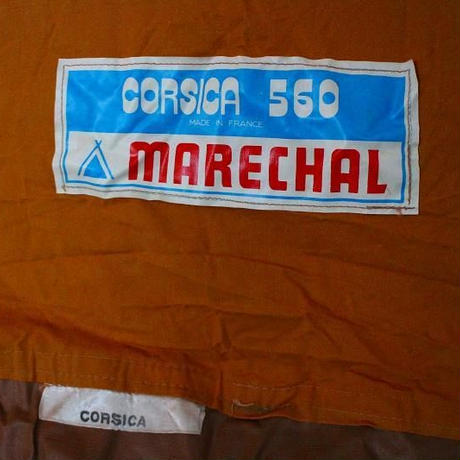 CORSICA 560
MADE IN FRANCE
MARECHAL
CORSICA